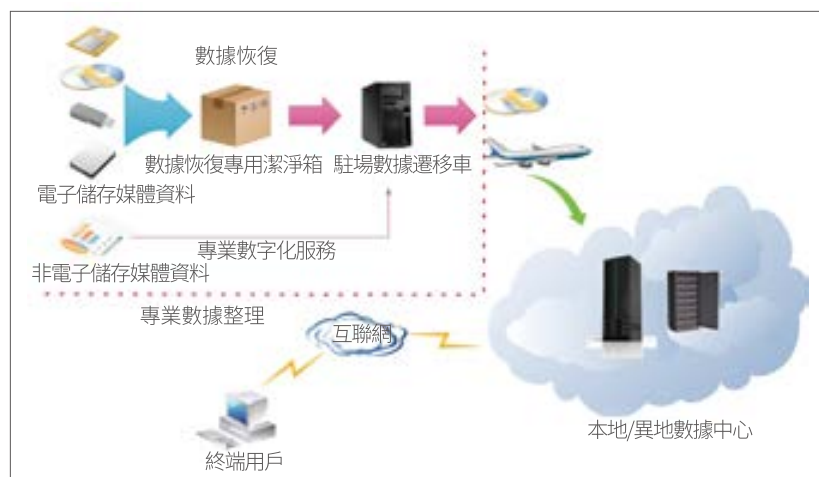 數據恢復
數據恢復專用潔淨箱
駐場數據遷移車
電子儲存媒體資料
專業數字化服務
非電子儲存媒體資料
專業數據整理
互聯網
本地/異地數據中心
終端用戶